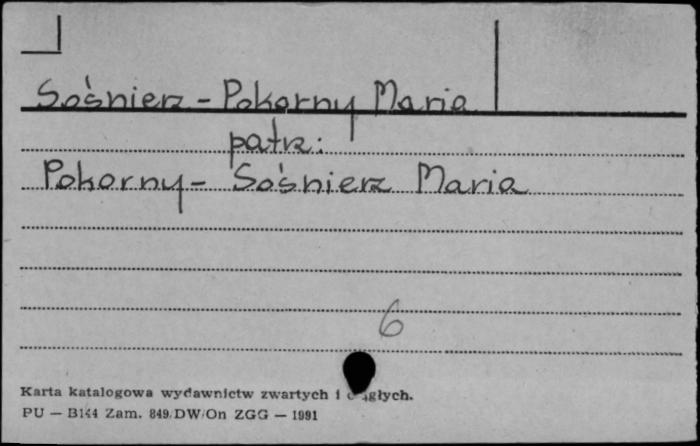 Sośnierz - Pokorny Maria
patrz:
Pokorny - Sośnierz Maria
6
Karta katalogowa wydawnictw zwartych i ciągłych.
PU — B144 Zam. 849/DW/On ZGG — 1991